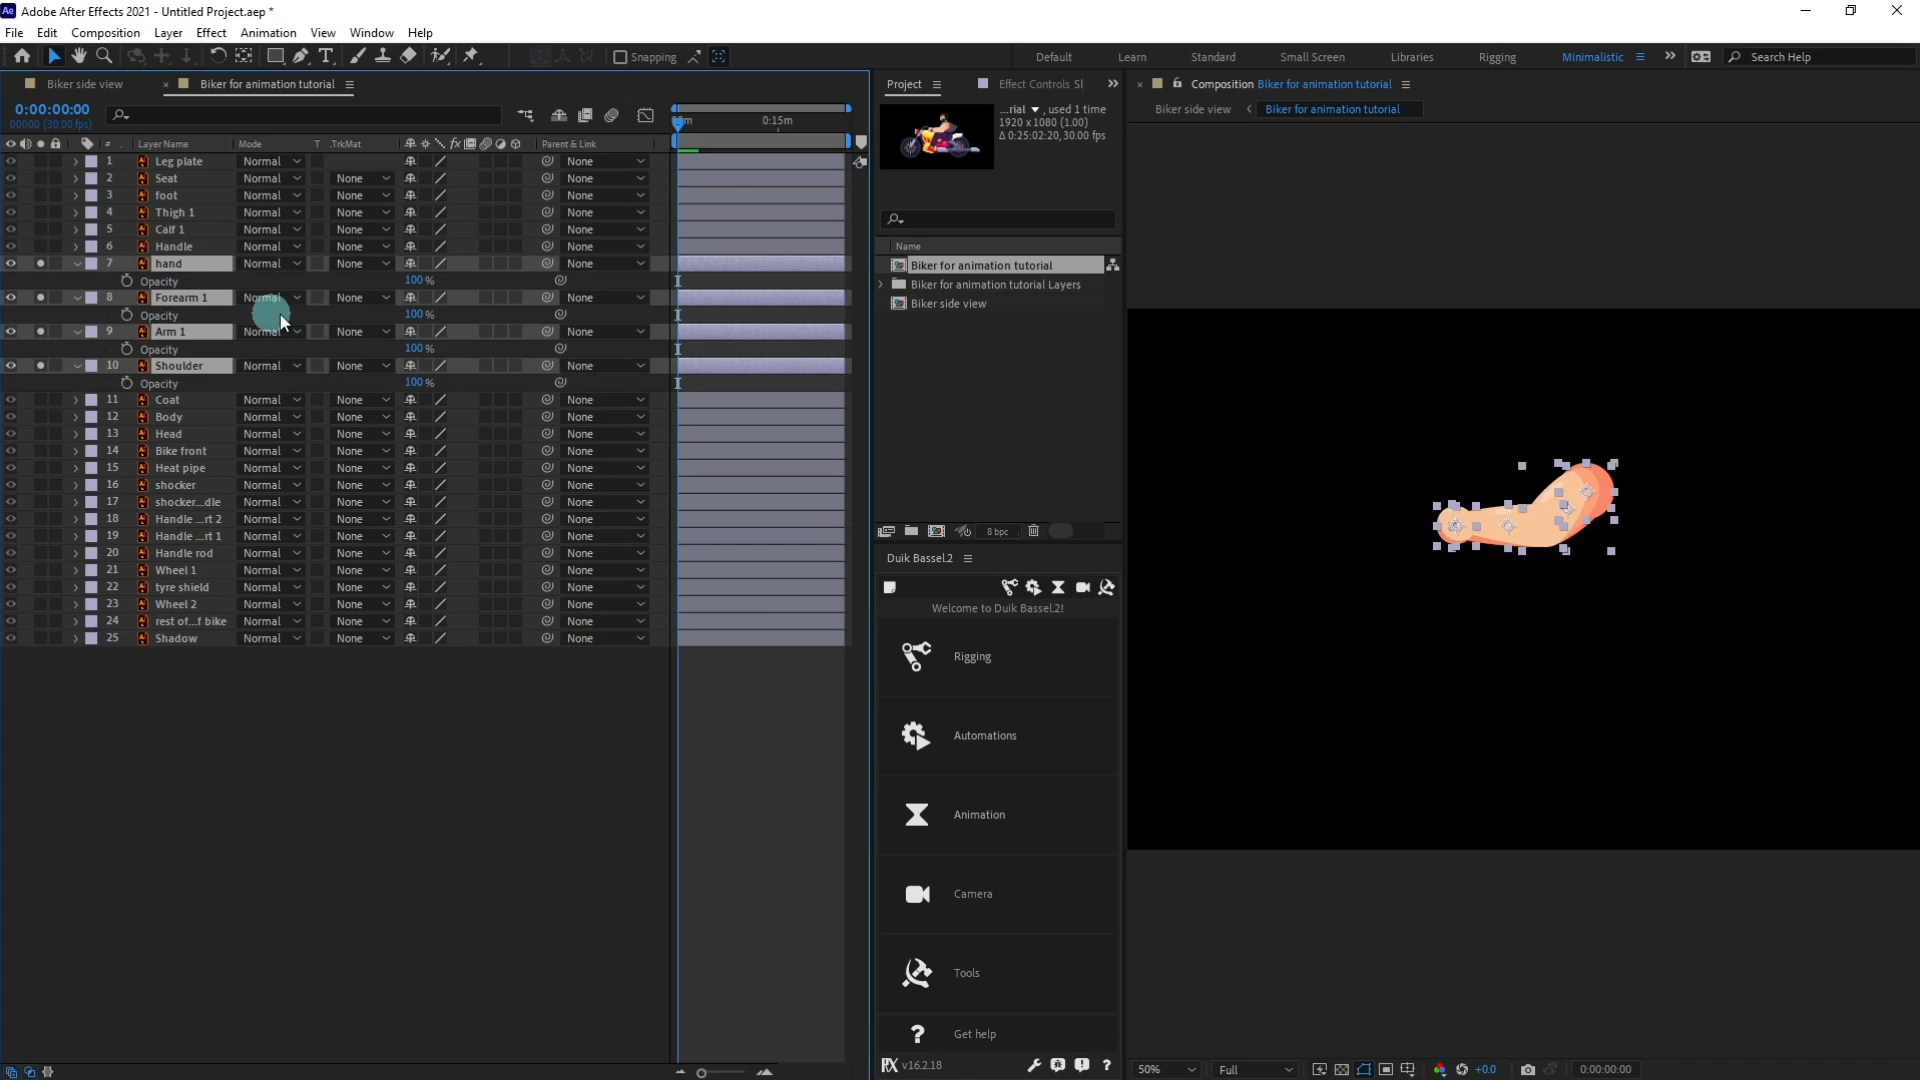 Adobe After Effects 2021 - Untitled Project.aep *
File Edit Composition Layer Effect Animation View Window Help
Snapping
Default Learn Standard Small Screen Libraries Rigging Minimalistic Search Help
Biker side view Biker for animation tutorial
0:00:00:00
00000 (30.00 fps)
0:15m
Layer Name Mode T .TrkMat Parent & Link
1 Leg plate Normal None
2 Seat Normal None None
3 foot Normal None None
4 Thigh 1 Normal None None
5 Calf 1 Normal None None
6 Handle Normal None None
7 hand Normal None None
Opacity 100 %
8 Forearm 1 Normal None None
Opacity 100 %
9 Arm 1 Normal None None
Opacity 100 %
10 Shoulder Normal None None
Opacity 100 %
11 Coat Normal None None
12 Body Normal None None
13 Head Normal None None
14 Bike front Normal None None
15 Heat pipe Normal None None
16 shocker Normal None None
17 shocker...dle Normal None None
18 Handle ...rt 2 Normal None None
19 Handle ...rt 1 Normal None None
20 Handle rod Normal None None
21 Wheel 1 Normal None None
22 tyre shield Normal None None
23 Wheel 2 Normal None None
24 rest of...f bike Normal None None
25 Shadow Normal None None
Project Effect Controls Sl
...rial , used 1 time
1920 x 1080 (1.00)
Δ 0:25:02:20, 30.00 fps
Name
Biker for animation tutorial
Biker for animation tutorial Layers
Biker side view
8 bpc
Duik Bassel.2
Welcome to Duik Bassel.2!
Rigging
Automations
Animation
Camera
Tools
Get help
v16.2.18
Composition Biker for animation tutorial
Biker side view Biker for animation tutorial
50% Full +0.0 0:00:00:00